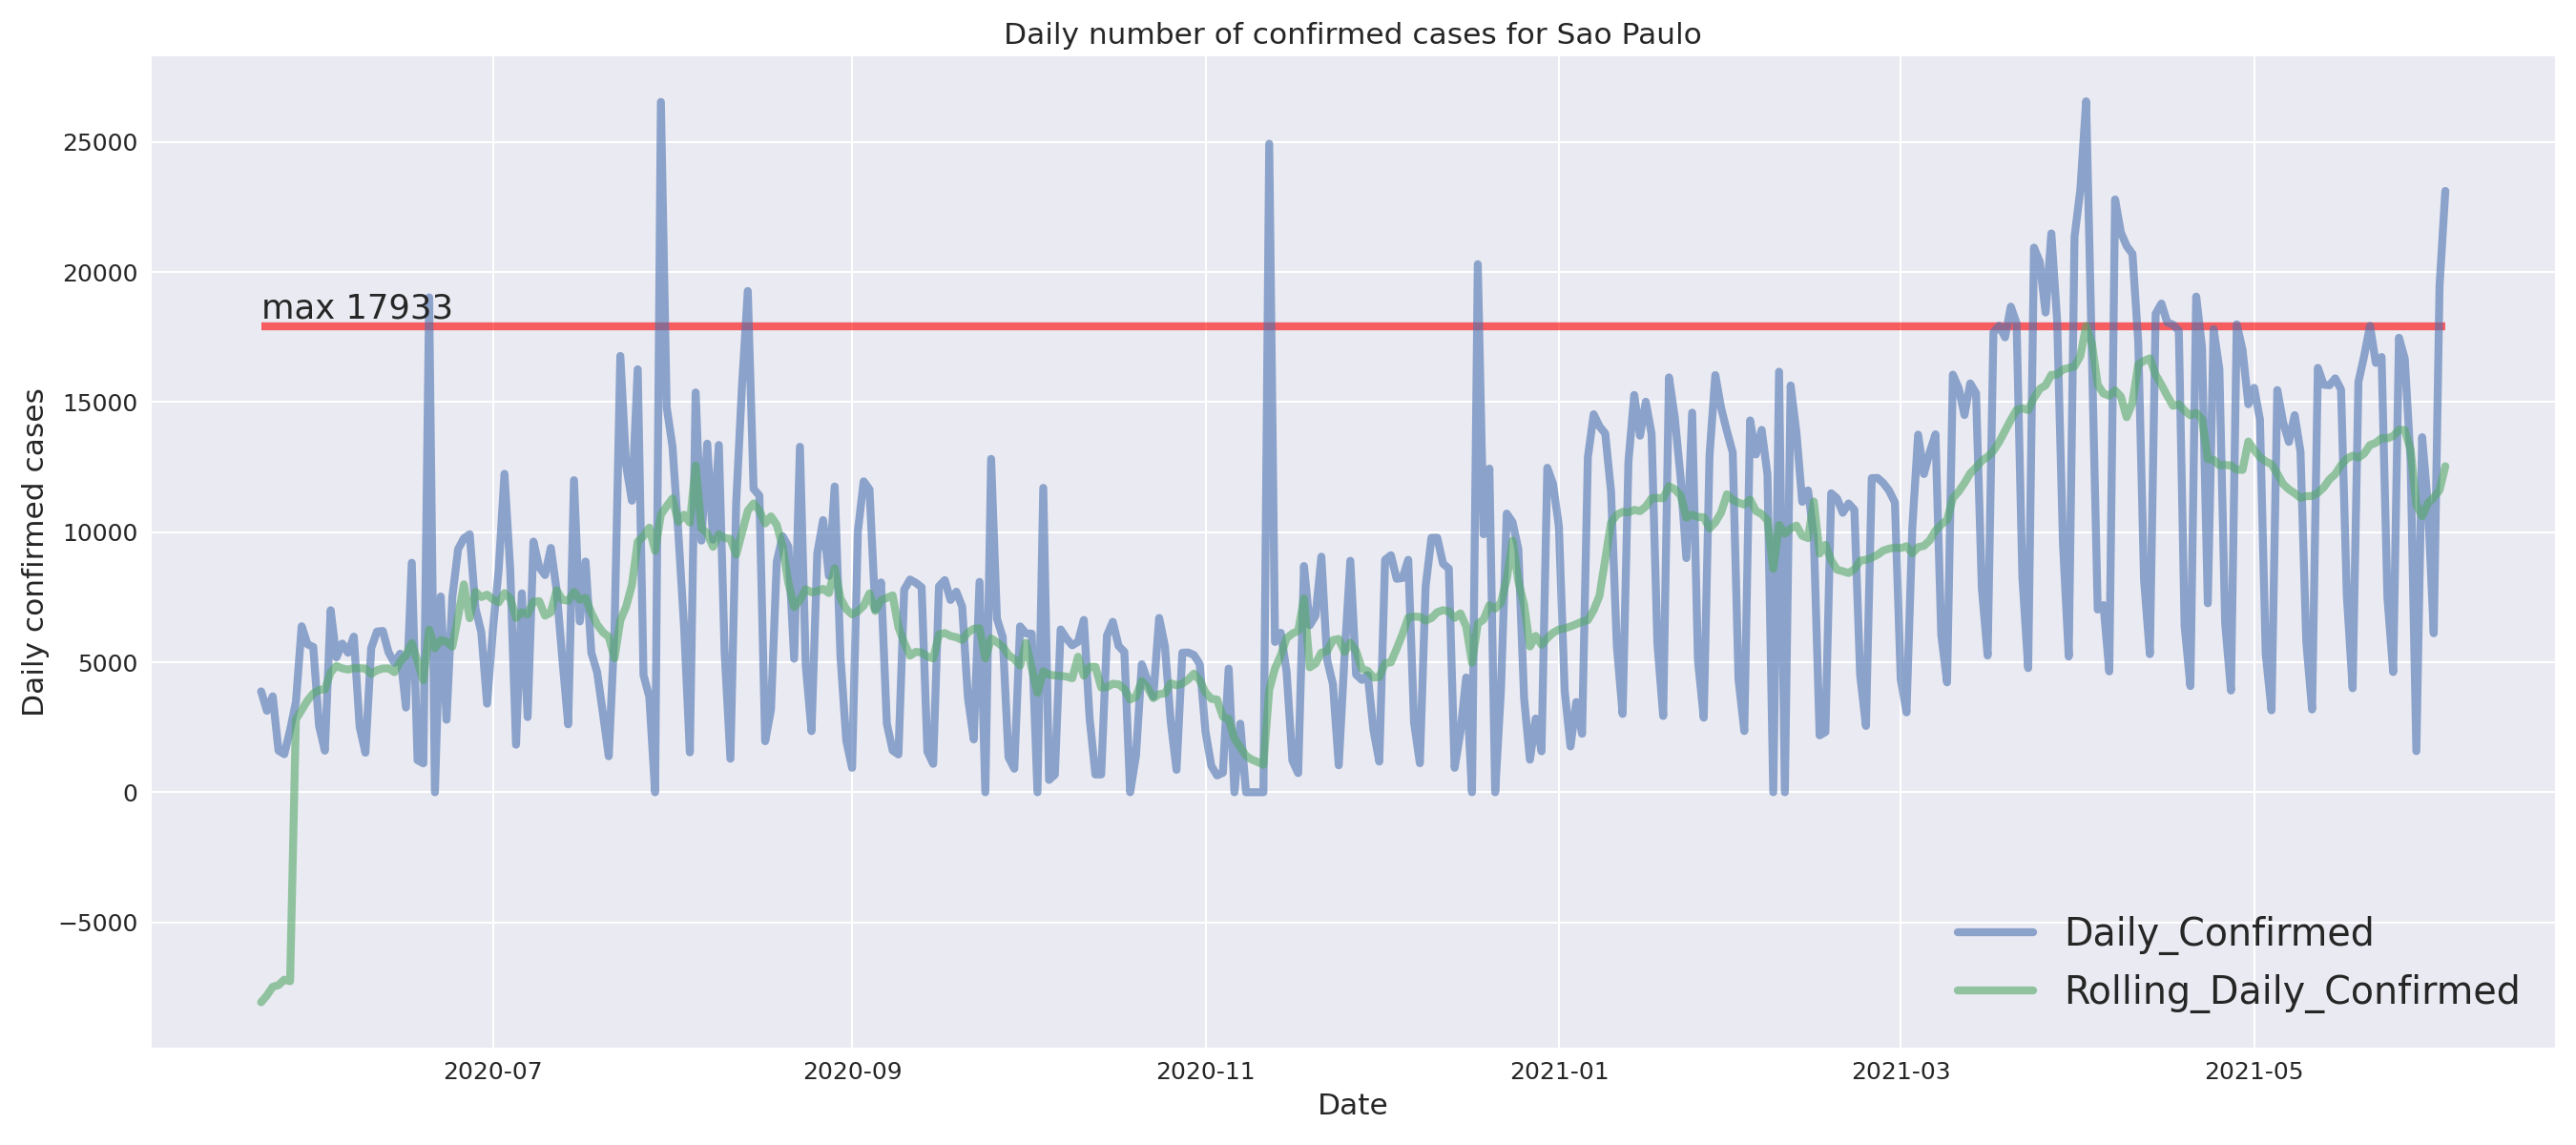 Daily number of confirmed cases for Sao Paulo
Daily confirmed cases
25000
20000
15000
10000
5000
0
−5000
max 17933
Daily_Confirmed
Rolling_Daily_Confirmed
2020-07
2020-09
2020-11
2021-01
2021-03
2021-05
Date